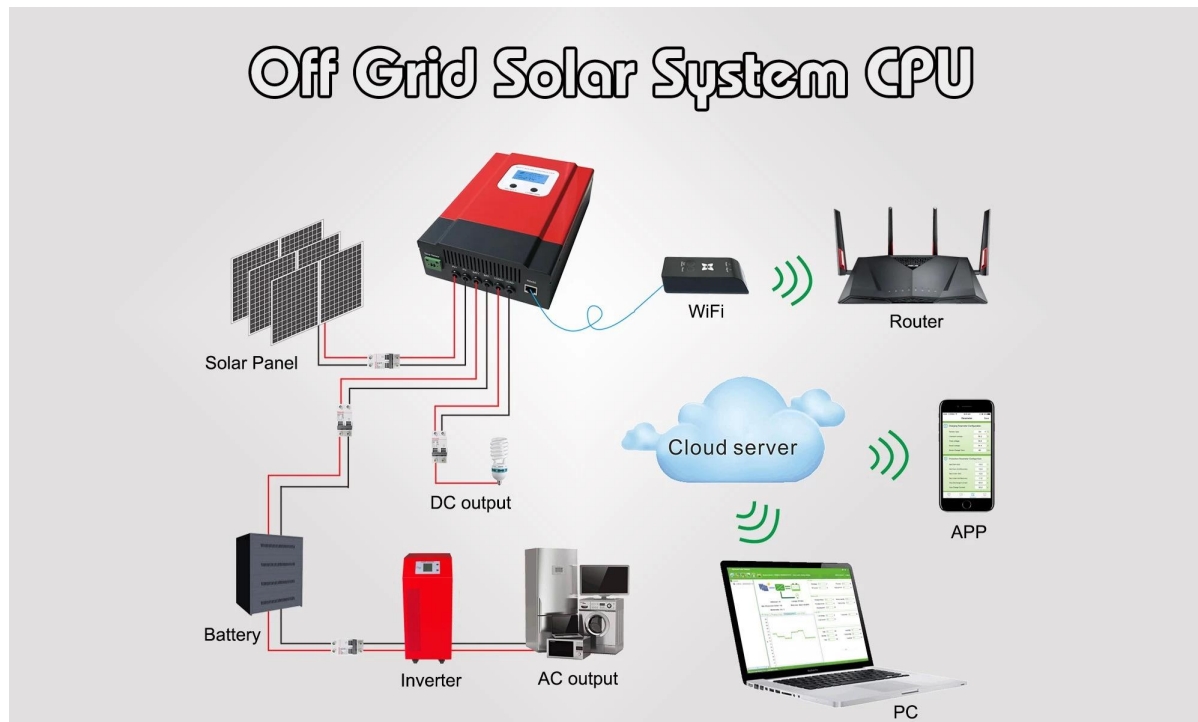 Off Grid Solar System CPU
WiFi
Router
Solar Panel
Cloud server
DC output
APP
Battery
Inverter
AC output
PC